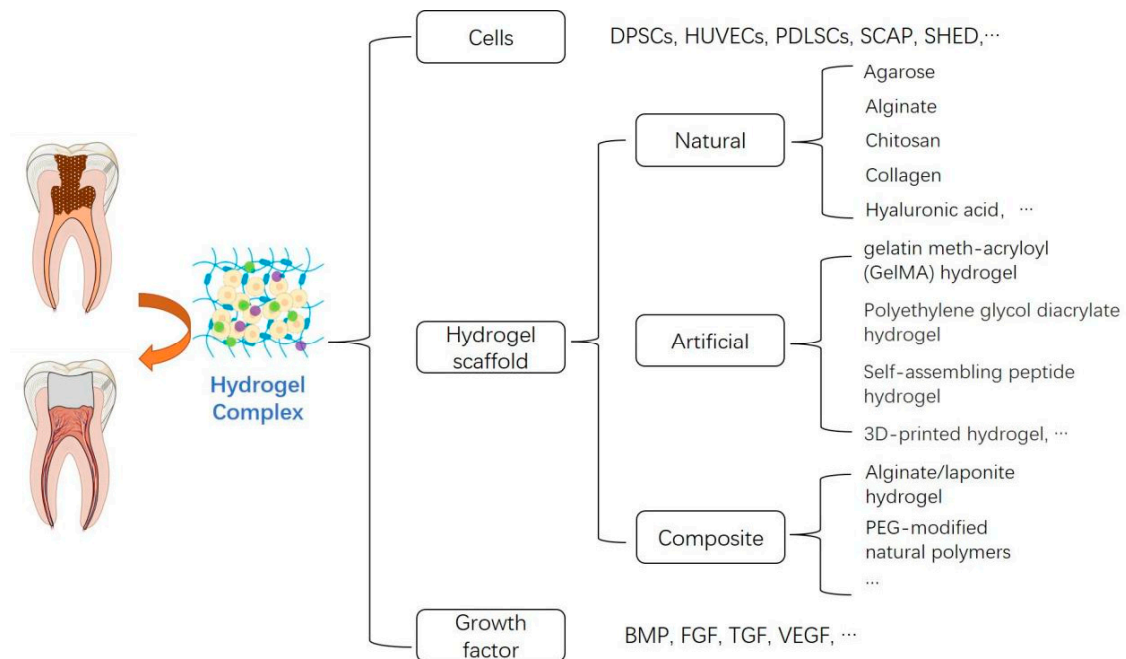 Cells
DPSCs, HUVECs, PDLSCs, SCAP, SHED,···
Agarose
Alginate
Natural
Chitosan
Collagen
Hyaluronic acid, ···
Hydrogel
Complex
Hydrogel
scaffold
gelatin meth-acryloyl
(GelMA) hydrogel
Polyethylene glycol diacrylate
hydrogel
Artificial
Self-assembling peptide
hydrogel
3D-printed hydrogel, ···
Alginate/laponite
hydrogel
Composite
PEG-modified
natural polymers
···
Growth
factor
BMP, FGF, TGF, VEGF, ···